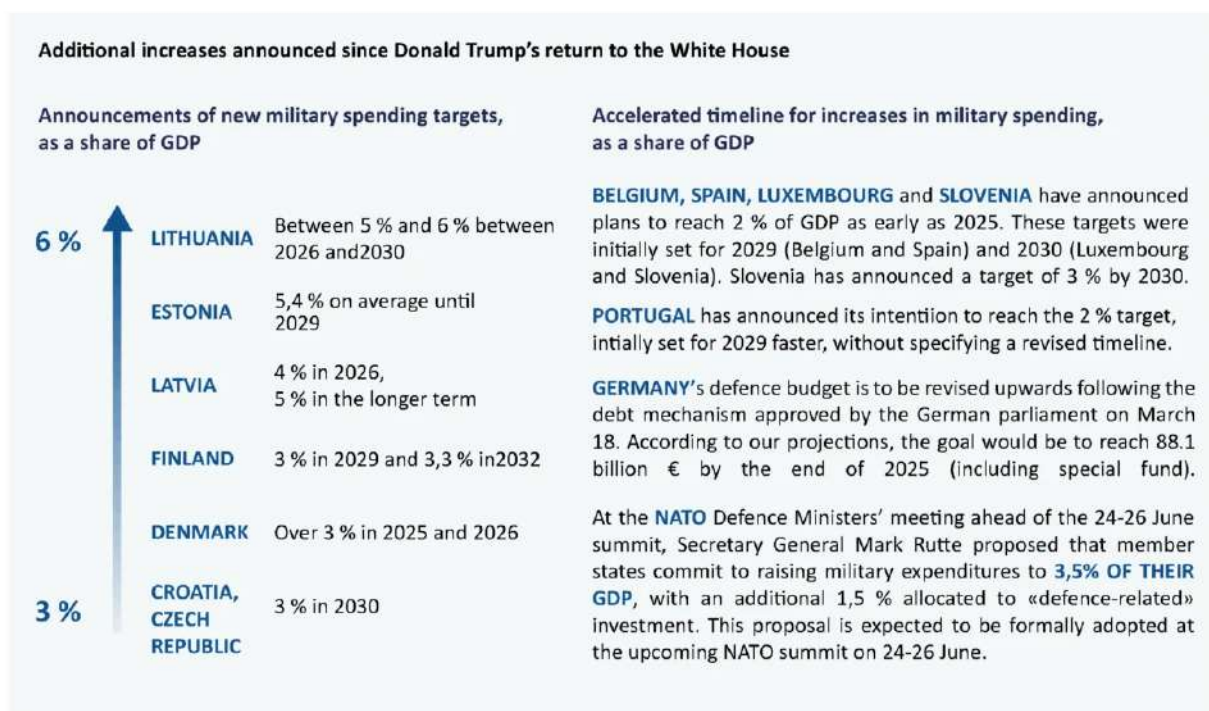 Additional increases announced since Donald Trump's return to the White House
Announcements of new military spending targets,
as a share of GDP
6 %
LITHUANIA
Between 5 % and 6 % between
2026 and2030
ESTONIA
5,4 % on average until
2029
LATVIA
4 % in 2026,
5 % in the longer term
FINLAND
3 % in 2029 and 3,3 % in2032
DENMARK
Over 3 % in 2025 and 2026
3 %
CROATIA,
CZECH
REPUBLIC
3 % in 2030
Accelerated timeline for increases in military spending,
as a share of GDP
BELGIUM, SPAIN, LUXEMBOURG and SLOVENIA have announced
plans to reach 2 % of GDP as early as 2025. These targets were
initially set for 2029 (Belgium and Spain) and 2030 (Luxembourg
and Slovenia). Slovenia has announced a target of 3 % by 2030.
PORTUGAL has announced its intentiion to reach the 2 % target,
intially set for 2029 faster, without specifying a revised timeline.
GERMANY's defence budget is to be revised upwards following the
debt mechanism approved by the German parliament on March
18. According to our projections, the goal would be to reach 88.1
billion € by the end of 2025 (including special fund).
At the NATO Defence Ministers' meeting ahead of the 24-26 June
summit, Secretary General Mark Rutte proposed that member
states commit to raising military expenditures to 3,5% OF THEIR
GDP, with an additional 1,5 % allocated to «defence-related»
investment. This proposal is expected to be formally adopted at
the upcoming NATO summit on 24-26 June.